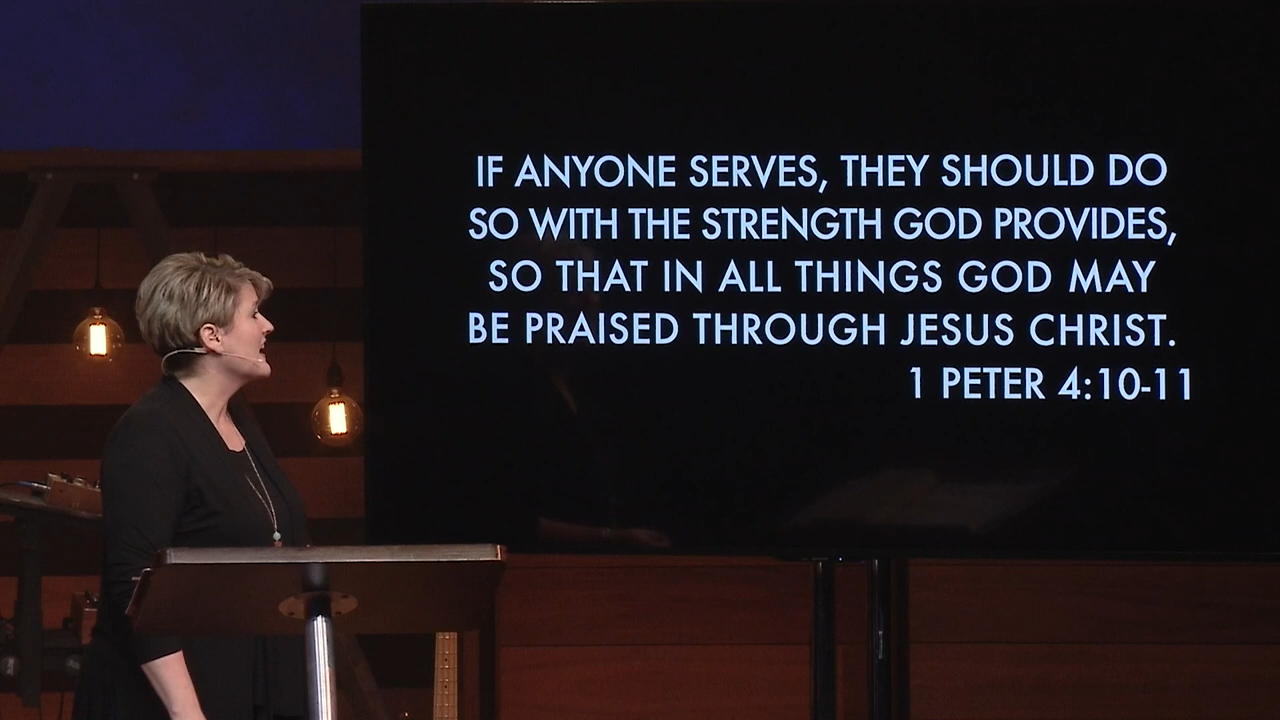 IF ANYONE SERVES, THEY SHOULD DO
SO WITH THE STRENGTH GOD PROVIDES,
SO THAT IN ALL THINGS GOD MAY
BE PRAISED THROUGH JESUS CHRIST.
1 PETER 4:10-11